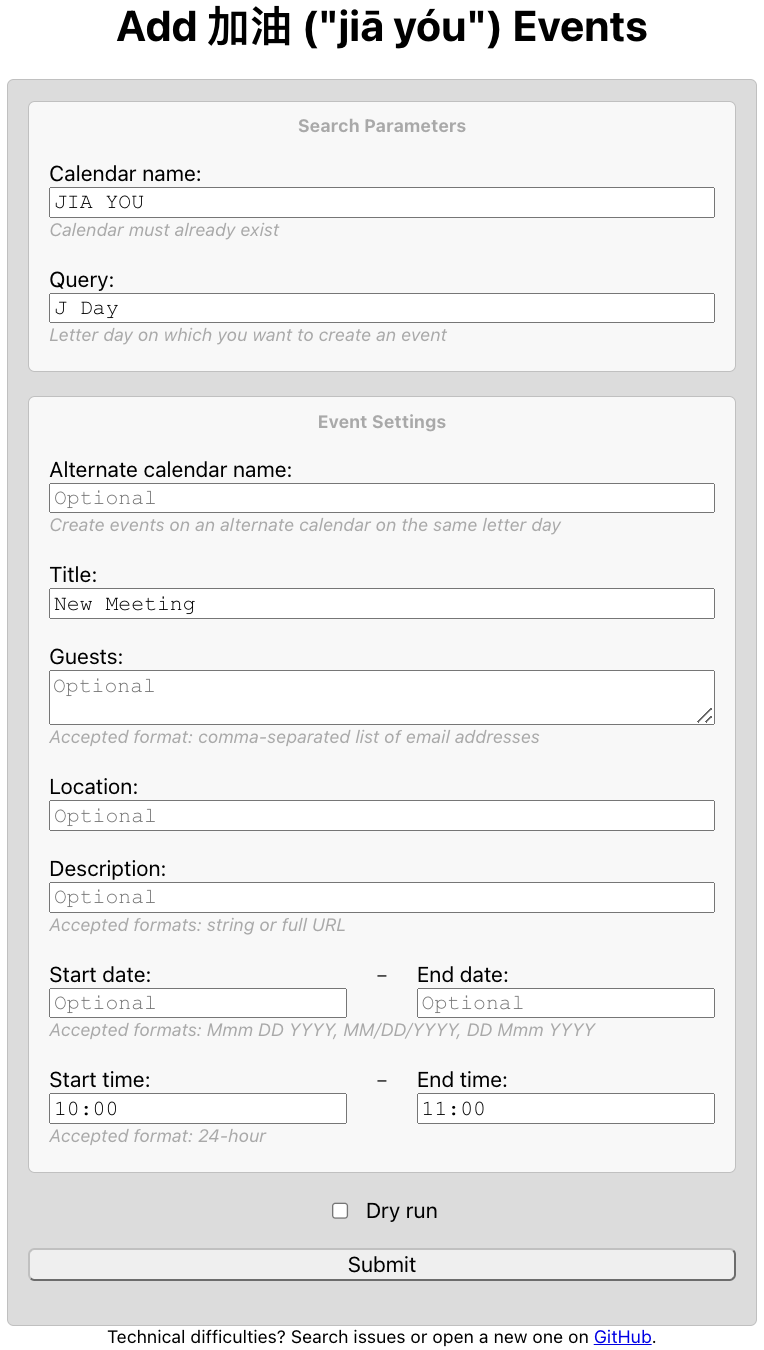 Add 加油 ("jiā yóu") Events
Search Parameters
Calendar name:
JIA YOU
Calendar must already exist
Query:
J Day
Letter day on which you want to create an event
Event Settings
Alternate calendar name:
Optional
Create events on an alternate calendar on the same letter day
Title:
New Meeting
Guests:
Optional
Accepted format: comma-separated list of email addresses
Location:
Optional
Description:
Optional
Accepted formats: string or full URL
Start date: – End date:
Optional Optional
Accepted formats: Mmm DD YYYY, MM/DD/YYYY, DD Mmm YYYY
Start time: – End time:
10:00 11:00
Accepted format: 24-hour
Dry run
Submit
Technical difficulties? Search issues or open a new one on GitHub.